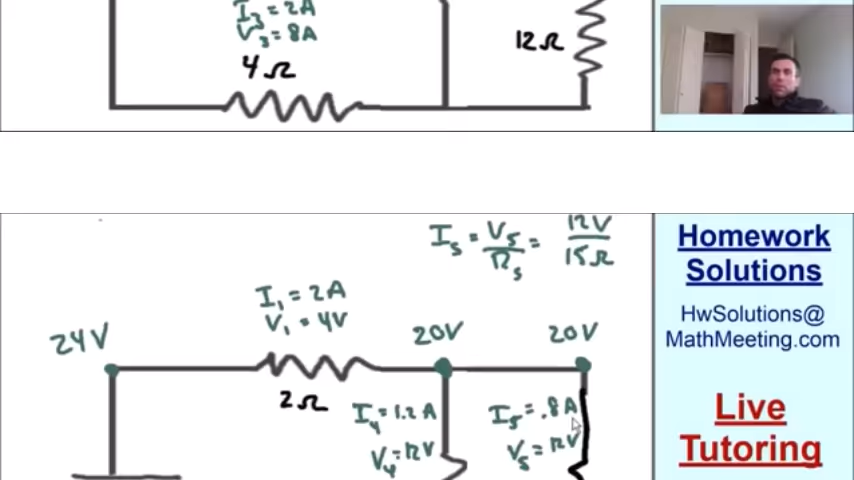 I₃ = 2A
V₃ = 8A
4Ω
12Ω
I₅ = V₅/R₅ = 12V/15Ω
I₁ = 2A
V₁ = 4V
24V
20V
20V
2Ω
I₄ = 1.2A
I₅ = .8A
V₄ = 12V
V₅ = 12V
Homework
Solutions
HwSolutions@
MathMeeting.com
Live
Tutoring